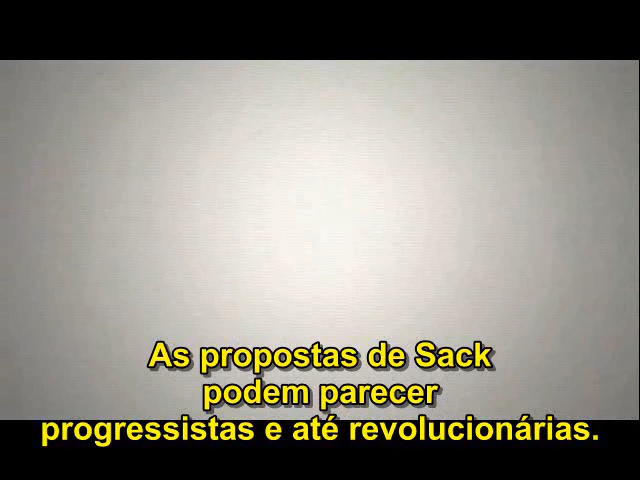 As propostas de Sack
podem parecer
progressistas e até revolucionárias.